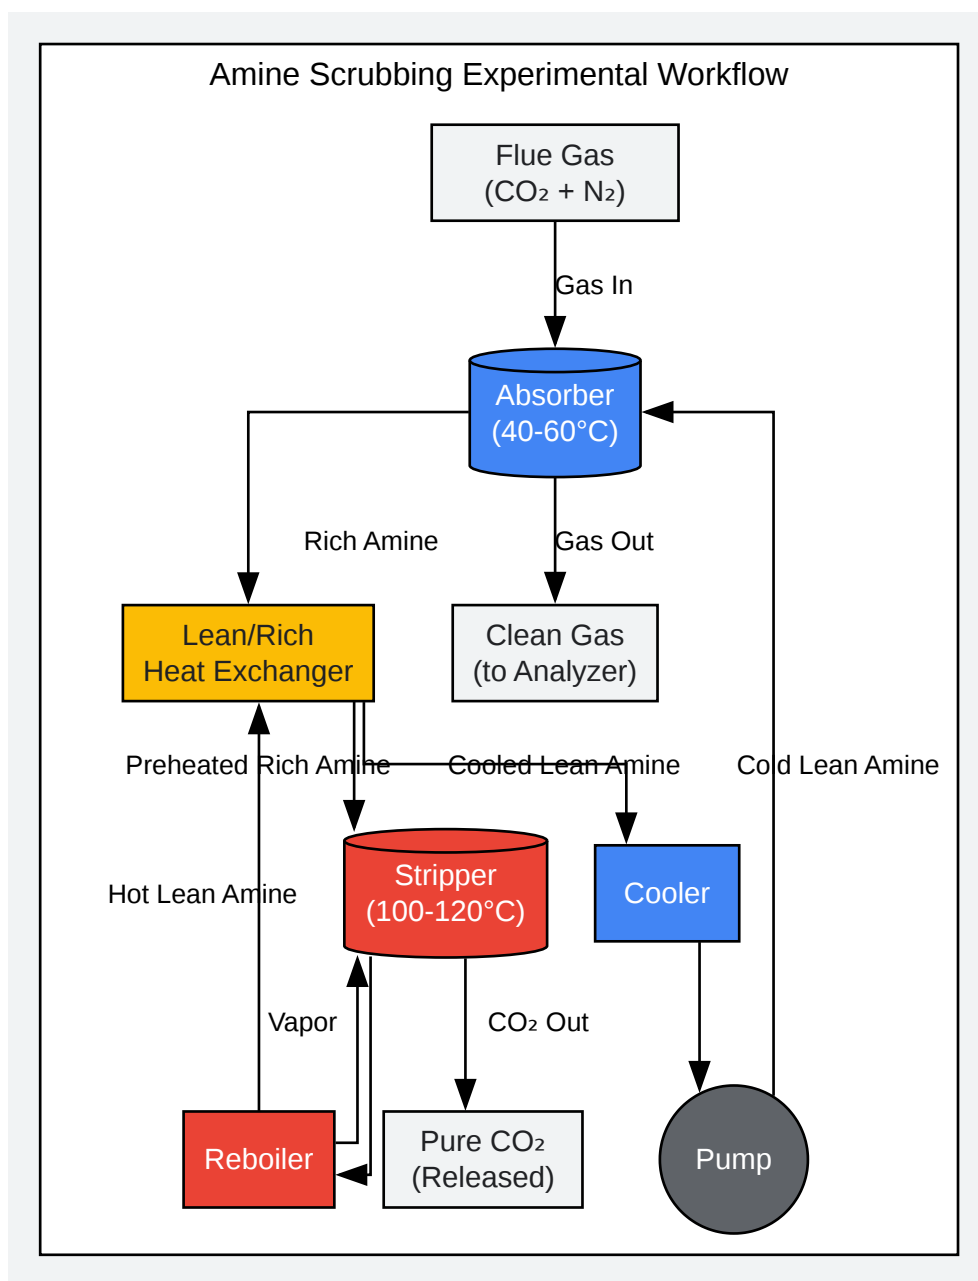 Amine Scrubbing Experimental Workflow
Flue Gas
(CO₂ + N₂)
Gas In
Absorber
(40-60°C)
Rich Amine
Gas Out
Lean/Rich
Heat Exchanger
Clean Gas
(to Analyzer)
Preheated Rich Amine
Cooled Lean Amine
Cold Lean Amine
Stripper
(100-120°C)
Hot Lean Amine
Cooler
Vapor
CO₂ Out
Reboiler
Pure CO₂
(Released)
Pump